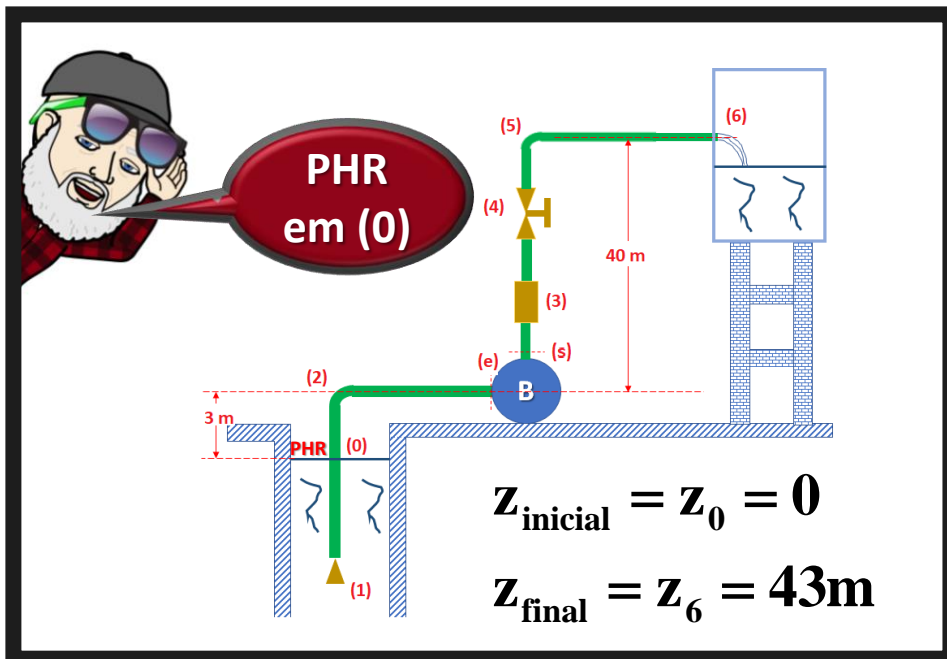 PHR
em (0)
(5)
(6)
(4)
40 m
(3)
(e)
(s)
(2)
B
3 m
PHR
(0)
(1)
z_inicial = z_0 = 0
z_final = z_6 = 43m